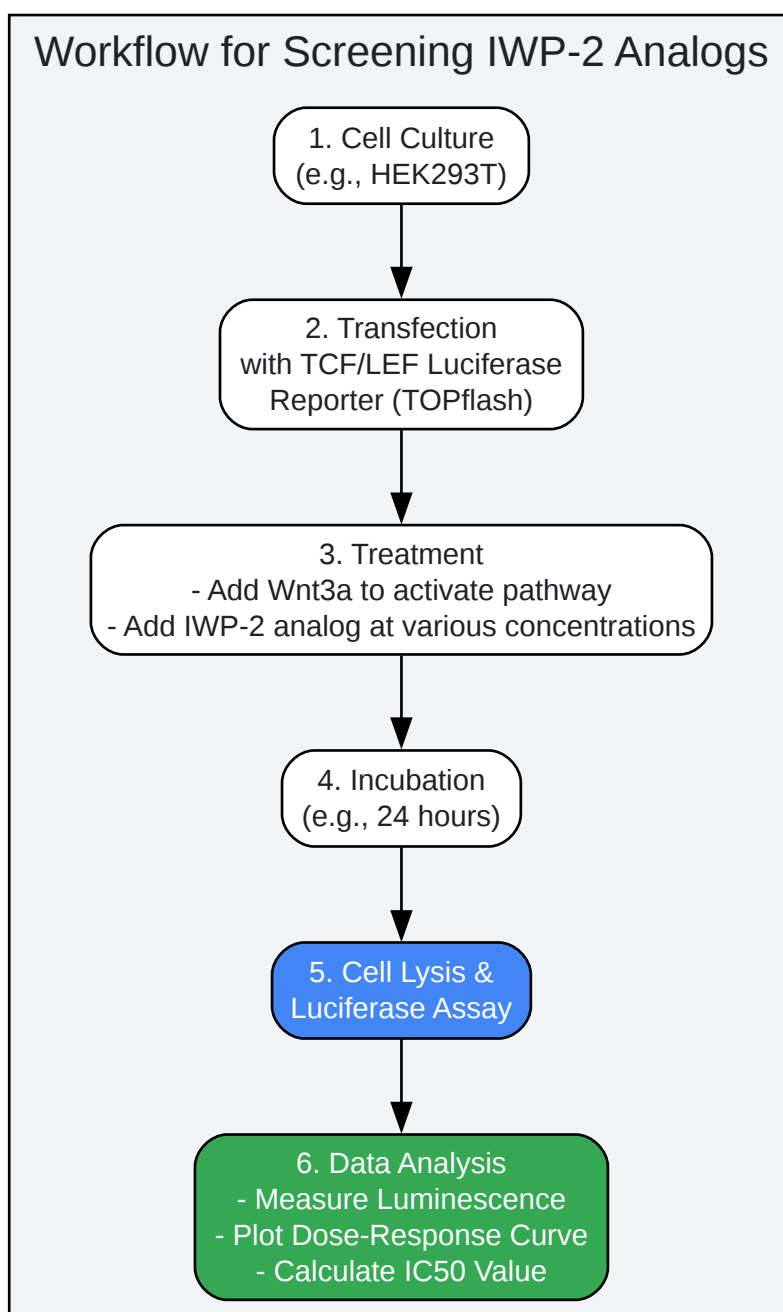 Workflow for Screening IWP-2 Analogs
1. Cell Culture
(e.g., HEK293T)
2. Transfection
with TCF/LEF Luciferase
Reporter (TOPflash)
3. Treatment
- Add Wnt3a to activate pathway
- Add IWP-2 analog at various concentrations
4. Incubation
(e.g., 24 hours)
5. Cell Lysis &
Luciferase Assay
6. Data Analysis
- Measure Luminescence
- Plot Dose-Response Curve
- Calculate IC50 Value